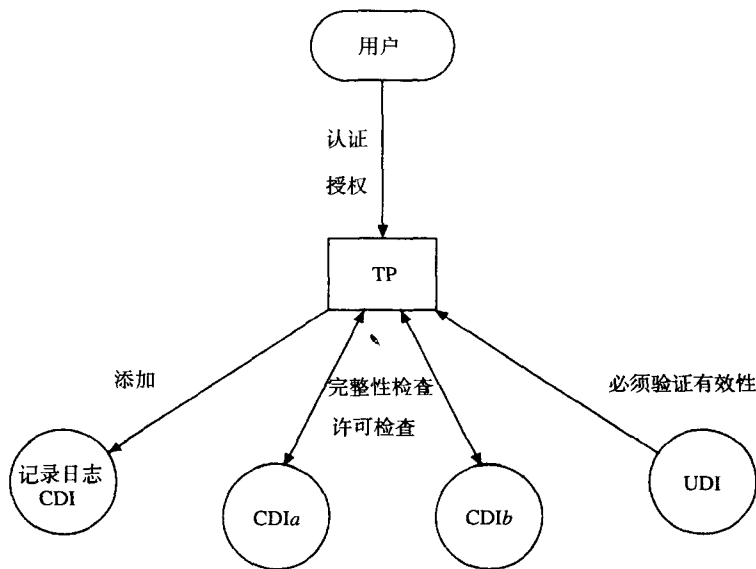 用户
认证
授权
TP
添加
完整性检查
许可检查
必须验证有效性
记录日志
CDI
CDIa
CDIb
UDI